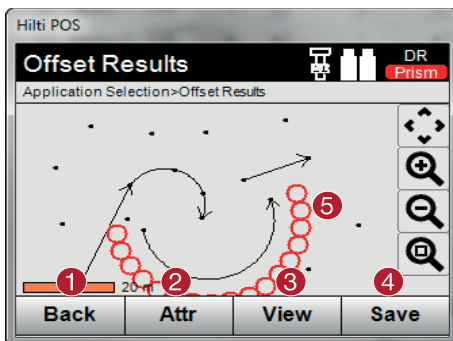 Hilti POS
Offset Results
DR
Prism
Application Selection>Offset Results
5
1
2
3
4
20 m
Back
Attr
View
Save